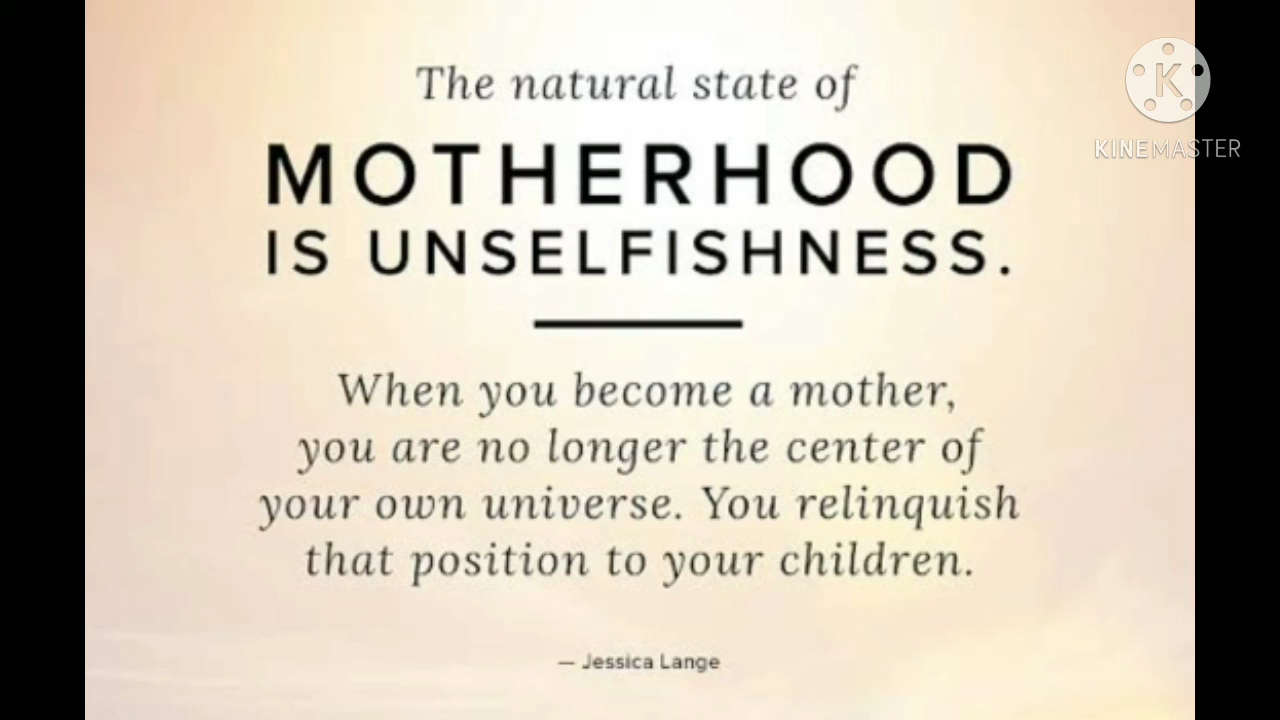 The natural state of
MOTHERHOOD
IS UNSELFISHNESS.
When you become a mother,
you are no longer the center of
your own universe. You relinquish
that position to your children.
— Jessica Lange
K
KINEMASTER